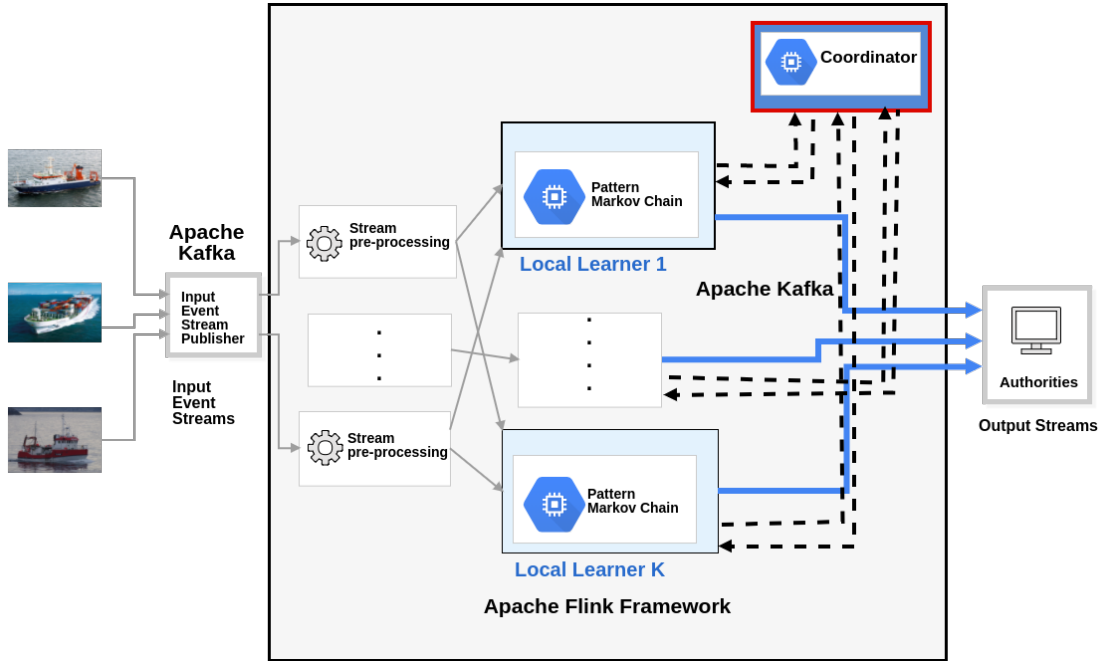 Coordinator
Pattern
Markov Chain
Local Learner 1
Apache
Kafka
Input
Event
Stream
Publisher
Input
Event
Streams
Stream
pre-processing
Stream
pre-processing
Apache Kafka
Pattern
Markov Chain
Local Learner K
Authorities
Output Streams
Apache Flink Framework